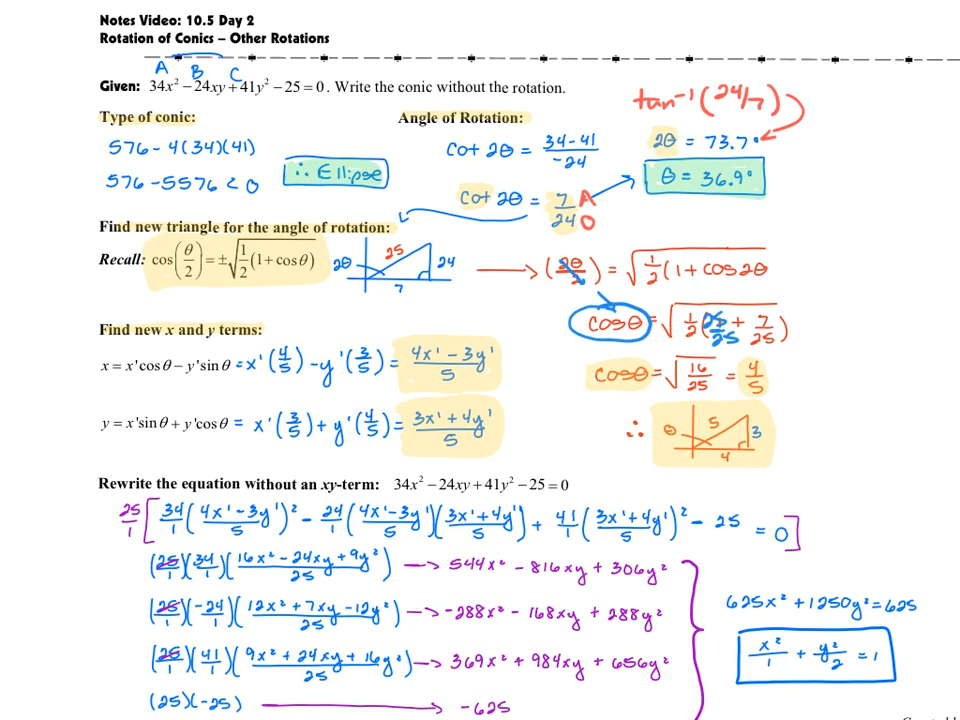 Notes Video: 10.5 Day 2
Rotation of Conics – Other Rotations
A B C
Given: 34x² − 24xy + 41y² − 25 = 0. Write the conic without the rotation.
tan⁻¹(24/7)
Type of conic: Angle of Rotation:
576 - 4(34)(41) cot 2θ = (34-41)/(-24) 2θ = 73.7°
576 - 5576 < 0 ∴ Ellipse θ = 36.9°
cot 2θ = 7/24 A O
Find new triangle for the angle of rotation:
Recall: cos(θ/2) = ±√(1/2(1 + cosθ)) 2θ 25 24 7 → (2θ/2) = √(1/2(1 + cos2θ
cosθ = √(1/2(25/25 + 7/25))
Find new x and y terms:
x = x'cosθ − y'sinθ = x'(4/5) - y'(3/5) = (4x' - 3y')/5
cosθ = √(16/25) = 4/5
y = x'sinθ + y'cosθ = x'(3/5) + y'(4/5) = (3x' + 4y')/5
∴ θ 5 3 4
Rewrite the equation without an xy-term: 34x² − 24xy + 41y² − 25 = 0
25/1 [34/1((4x' - 3y')/5)² - 24/1((4x' - 3y')/5)((3x' + 4y')/5) + 41/1((3x' + 4y')/5)² - 25 = 0]
(25/1)(34/1)((16x² - 24xy + 9y²)/25) → 544x² - 816xy + 306y²
(25/1)(-24/1)((12x² + 7xy - 12y²)/25) → -288x² - 168xy + 288y²
(25/1)(41/1)((9x² + 24xy + 16y²)/25) → 369x² + 984xy + 656y²
(25)(-25) → -625
625x² + 1250y² = 625
x²/1 + y²/2 = 1